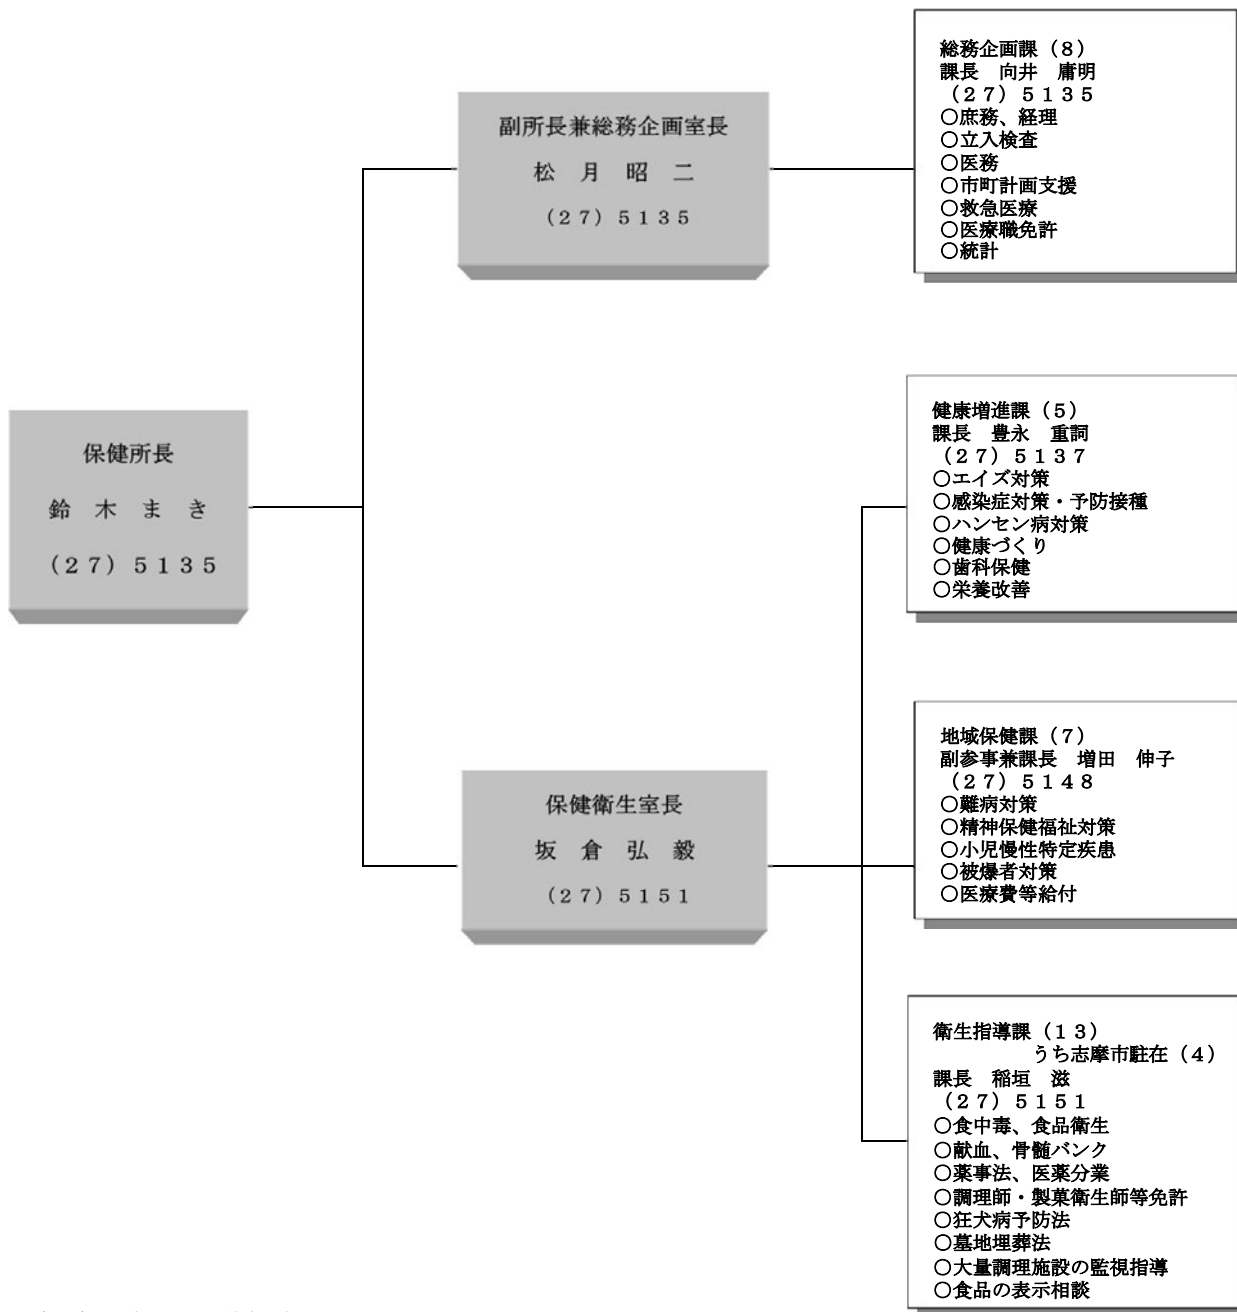 保健所長
鈴 木 ま き
(27) 5135
副所長兼総務企画室長
松 月 昭 二
(27) 5135
保健衛生室長
坂 倉 弘 毅
(27) 5151
総務企画課(8)
課長 向井 庸明
(27) 5135
○庶務、経理
○立入検査
○医務
○市町計画支援
○救急医療
○医療職免許
○統計
健康増進課(5)
課長 豊永 重詞
(27) 5137
○エイズ対策
○感染症対策・予防接種
○ハンセン病対策
○健康づくり
○歯科保健
○栄養改善
地域保健課(7)
副参事兼課長 増田 伸子
(27) 5148
○難病対策
○精神保健福祉対策
○小児慢性特定疾患
○被爆者対策
○医療費等給付
衛生指導課(13)
うち志摩市駐在(4)
課長 稲垣 滋
(27) 5151
○食中毒、食品衛生
○献血、骨髄バンク
○薬事法、医薬分業
○調理師・製菓衛生師等免許
○狂犬病予防法
○墓地埋葬法
○大量調理施設の監視指導
○食品の表示相談